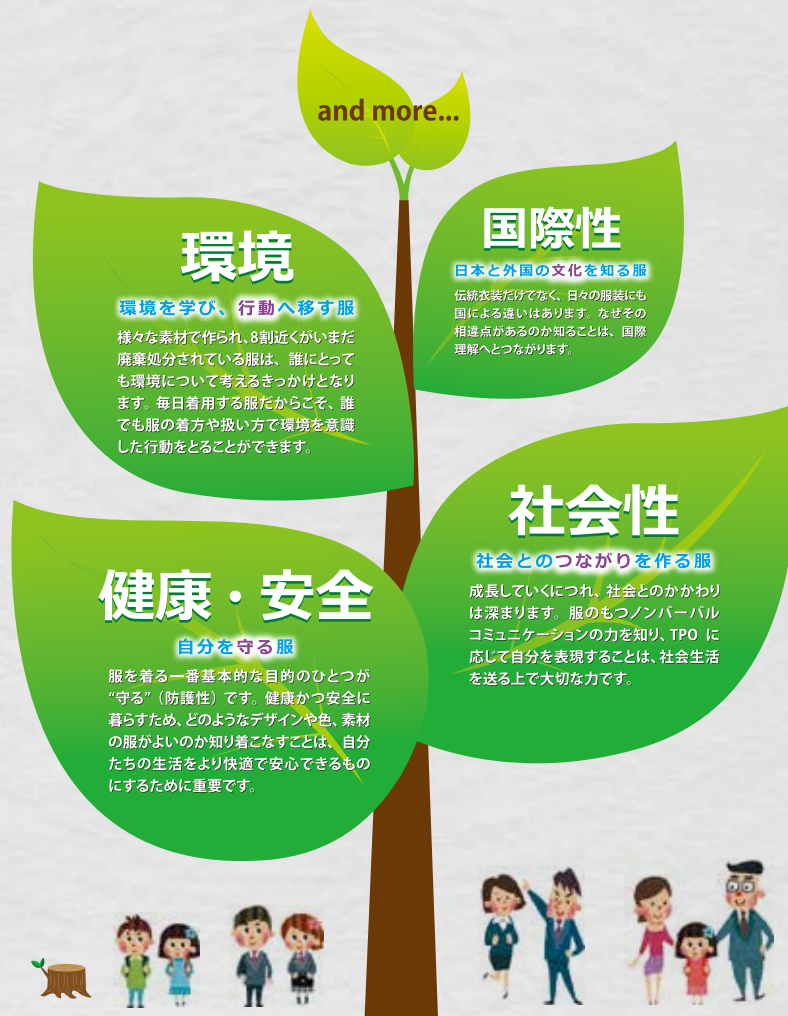 and more...
環境
環境を学び、行動へ移す服
様々な素材で作られ、8割近くがいまだ
廃棄処分されている服は、誰にとって
も環境について考えるきっかけとなり
ます。毎日着用する服だからこそ、誰
でも服の着方や扱い方で環境を意識
した行動をとることができます。
国際性
日本と外国の文化を知る服
伝統衣装だけでなく、日々の服装にも
国による違いはあります。なぜその
相違点があるのか知ることは、国際
理解へとつながります。
健康・安全
自分を守る服
服を着る一番基本的な目的のひとつが
“守る”（防護性）です。健康かつ安全に
暮らすため、どのようなデザインや色、素材
の服がよいのか知り着こなすことは、自分
たちの生活をより快適で安心できるもの
にするために重要です。
社会性
社会とのつながりを作る服
成長していくにつれ、社会とのかかわり
は深まります。服のもつノンバーバル
コミュニケーションの力を知り、TPO に
応じて自分を表現することは、社会生活
を送る上で大切な力です。